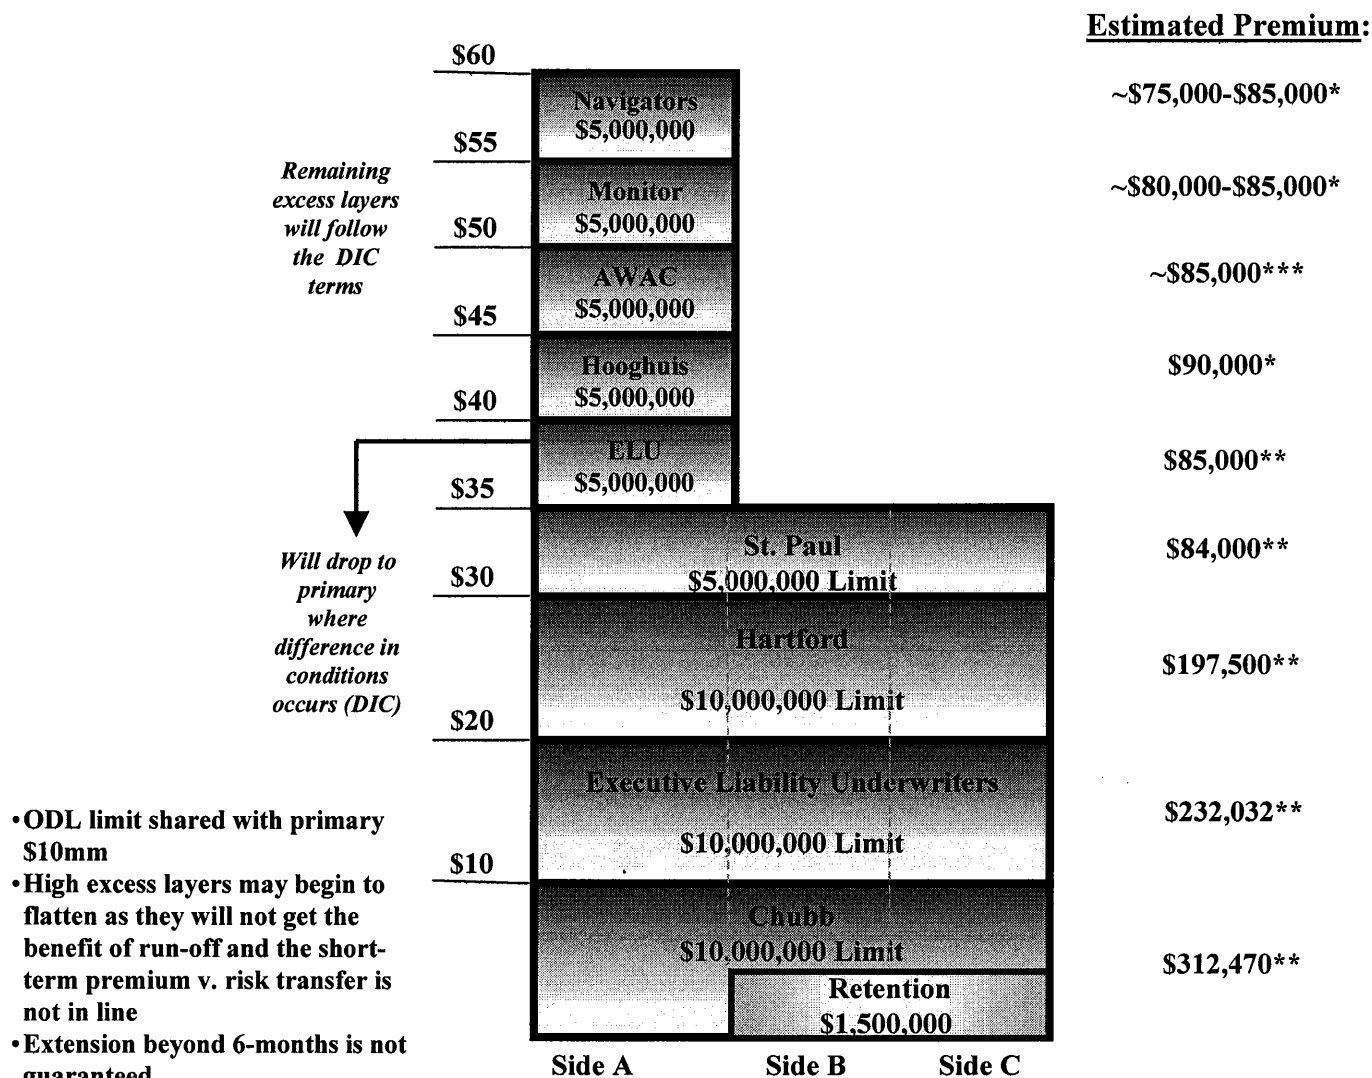 Estimated Premium:
$60
Navigators
$5,000,000
~$75,000-$85,000*
$55
Remaining
excess layers
will follow
the DIC
terms
Monitor
$5,000,000
~$80,000-$85,000*
$50
AWAC
$5,000,000
~$85,000***
$45
Hooghuis
$5,000,000
$90,000*
$40
ELU
$5,000,000
$85,000**
$35
Will drop to
primary
where
difference in
conditions
occurs (DIC)
St. Paul
$5,000,000 Limit
$84,000**
$30
Hartford
$10,000,000 Limit
$197,500**
$20
Executive Liability Underwriters
$10,000,000 Limit
$232,032**
$10
•ODL limit shared with primary
$10mm
•High excess layers may begin to
flatten as they will not get the
benefit of run-off and the short-
term premium v. risk transfer is
not in line
•Extension beyond 6-months is not
guaranteed
Chubb
$10,000,000 Limit
$312,470**
Retention
$1,500,000
Side A
Side B
Side C